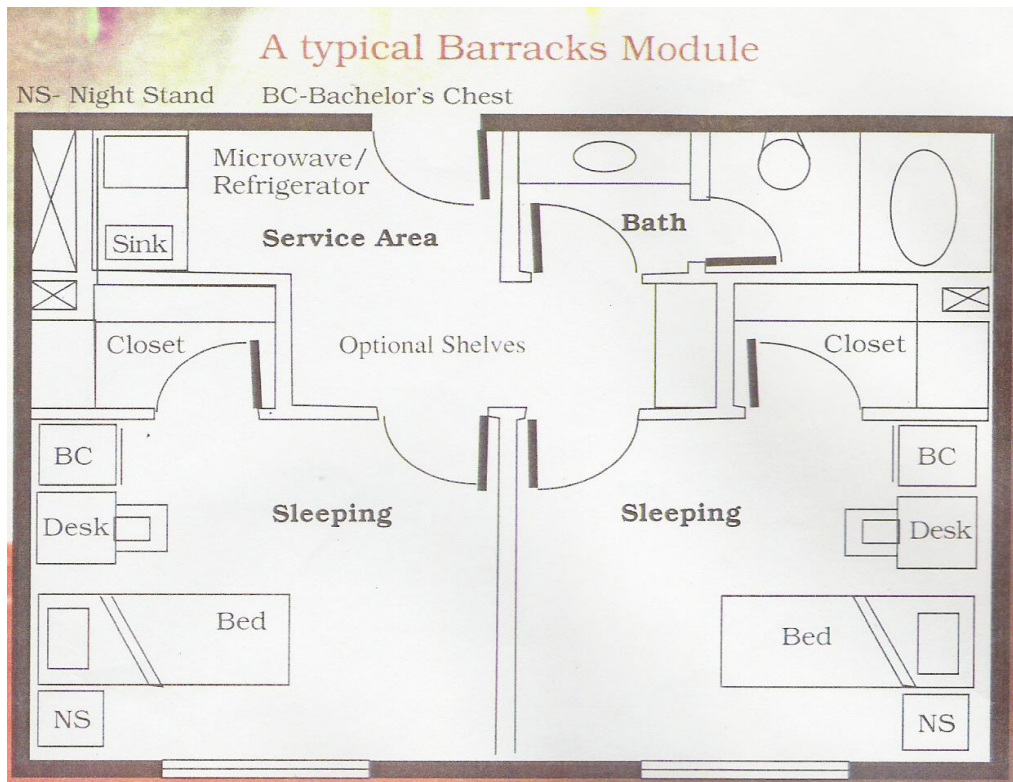 A typical Barracks Module
NS- Night Stand BC-Bachelor's Chest
Microwave/
Refrigerator
Sink
Service Area
Bath
Closet
Optional Shelves
Closet
BC
BC
Sleeping
Sleeping
Desk
Desk
Bed
Bed
NS
NS